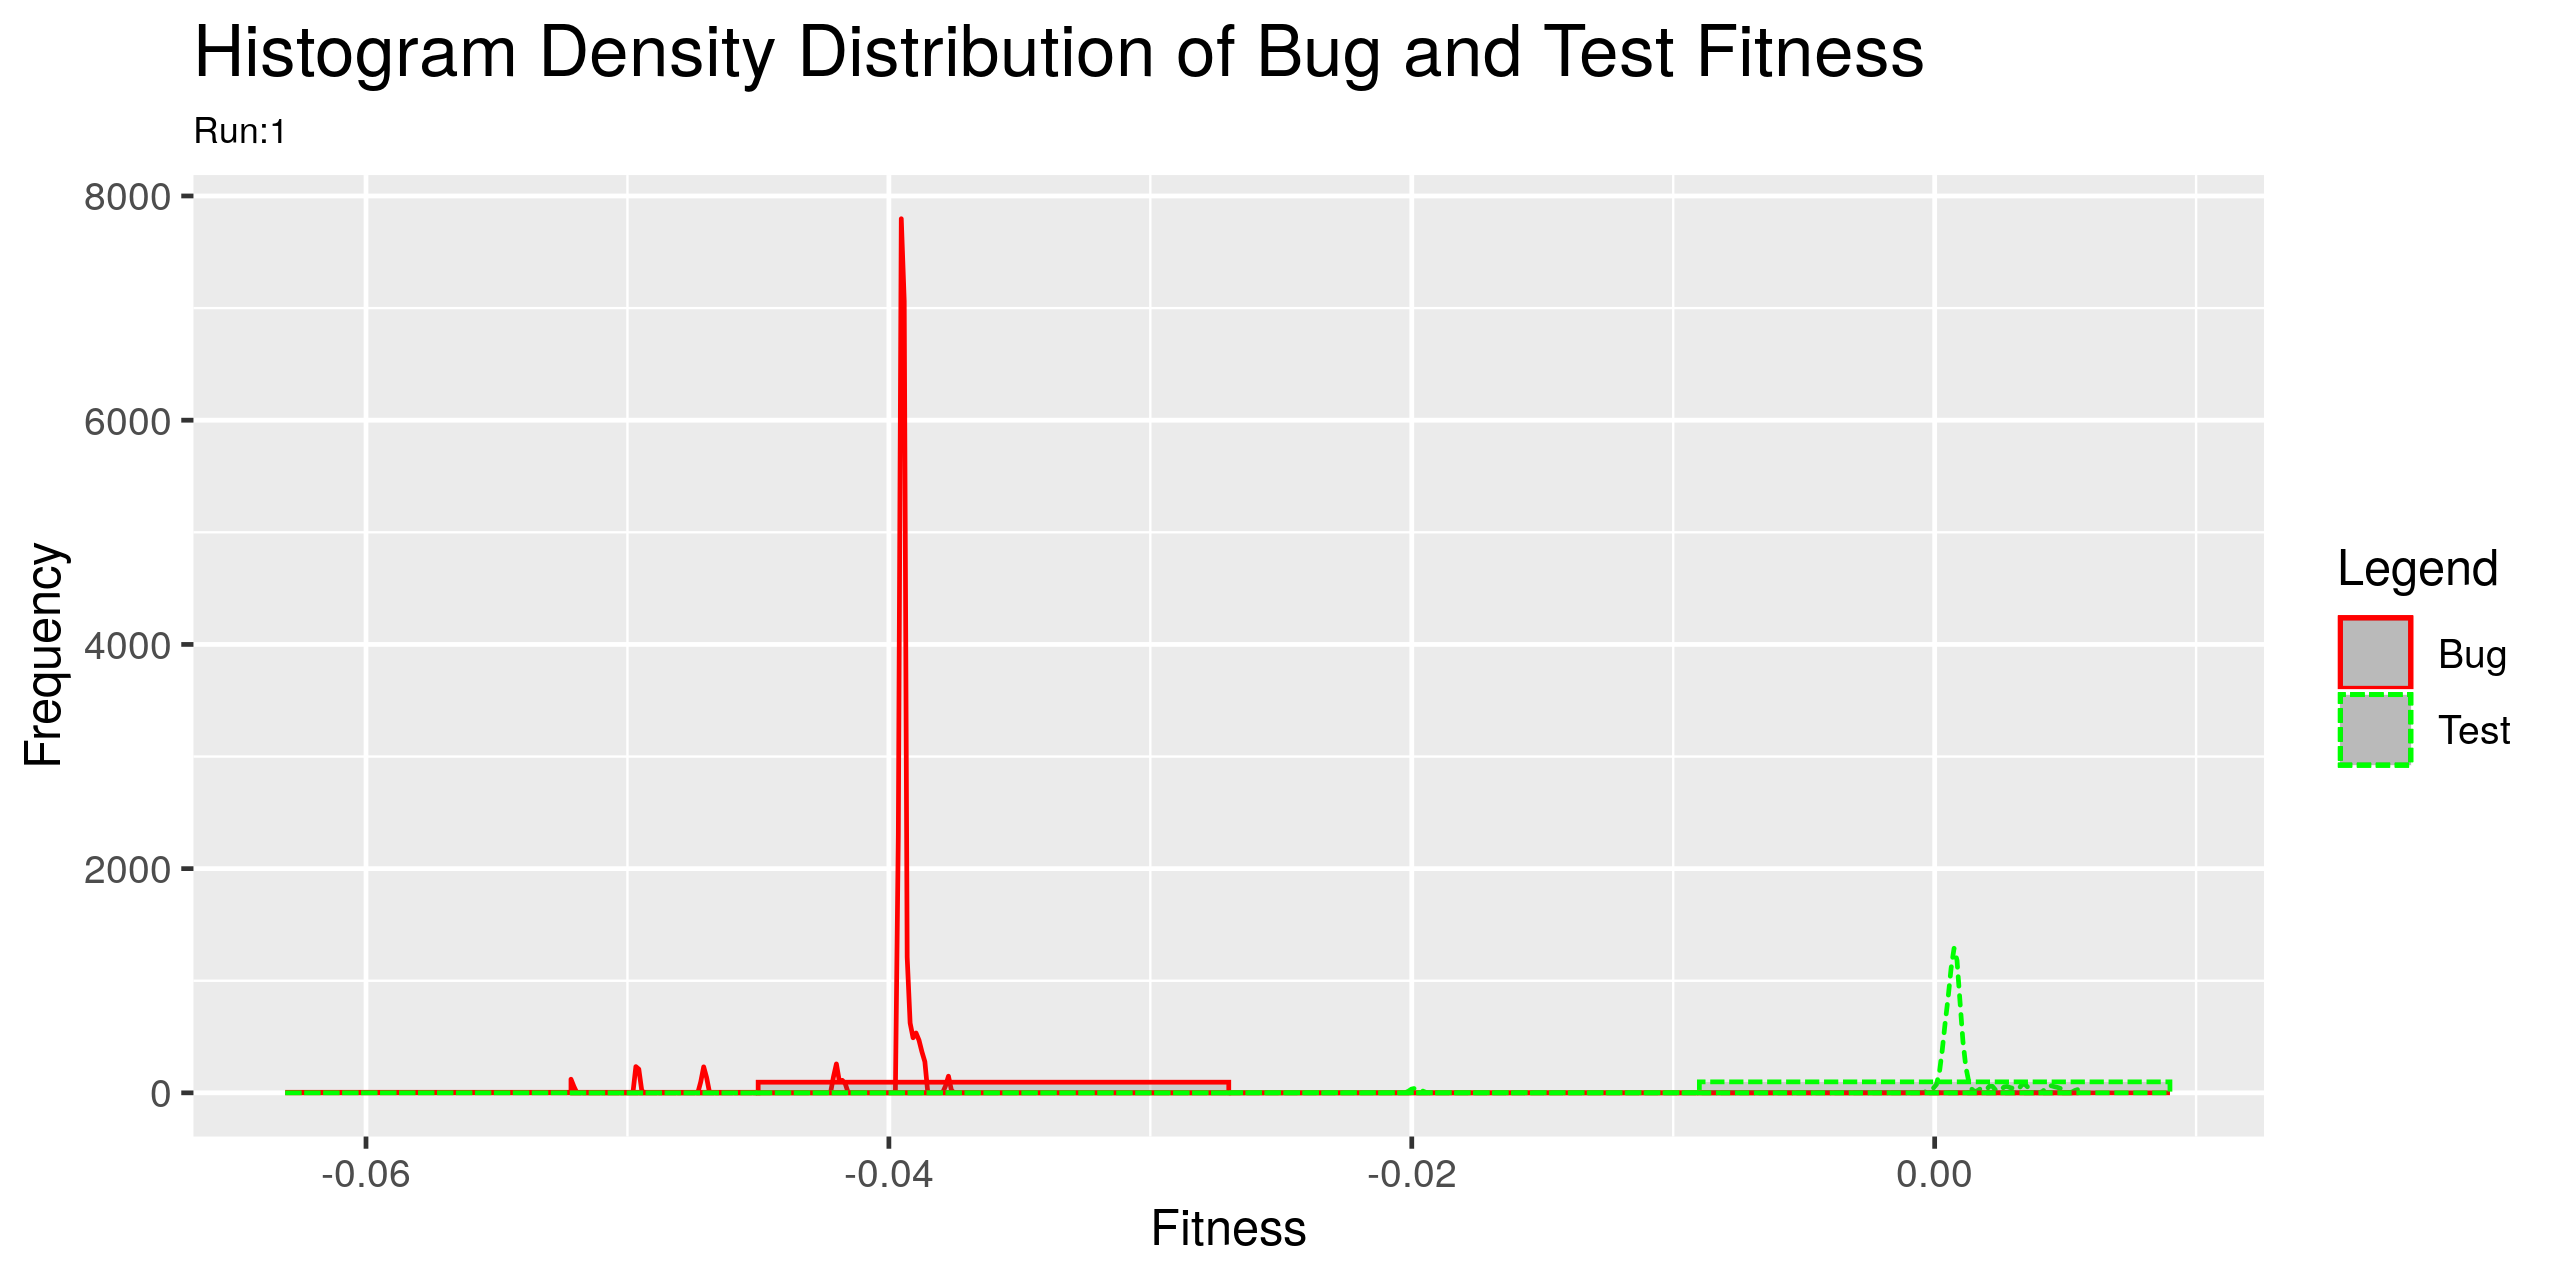 Histogram Density Distribution of Bug and Test Fitness
Run:1
8000
6000
4000
2000
0
Frequency
-0.06
-0.04
-0.02
0.00
Fitness
Legend
Bug
Test